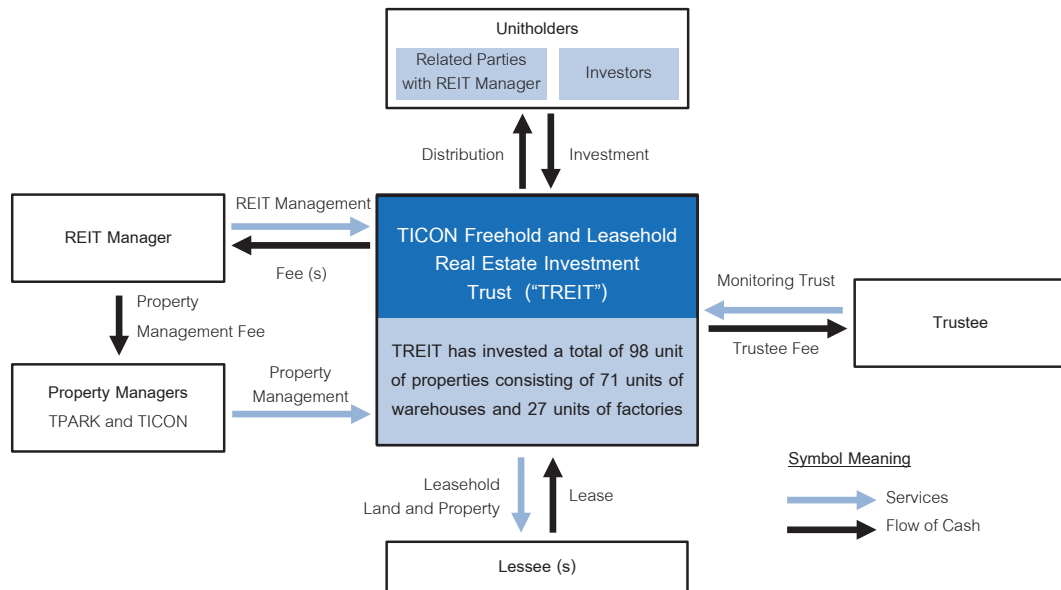 Unitholders
Related Parties
with REIT Manager
Investors
Distribution
Investment
REIT Manager
REIT Management
Fee (s)
TICON Freehold and Leasehold
Real Estate Investment
Trust (“TREIT”)
Monitoring Trust
Trustee Fee
Trustee
Property
Management Fee
Property Managers
TPARK and TICON
Property
Management
TREIT has invested a total of 98 unit
of properties consisting of 71 units of
warehouses and 27 units of factories
Leasehold
Land and Property
Lease
Lessee (s)
Symbol Meaning
Services
Flow of Cash